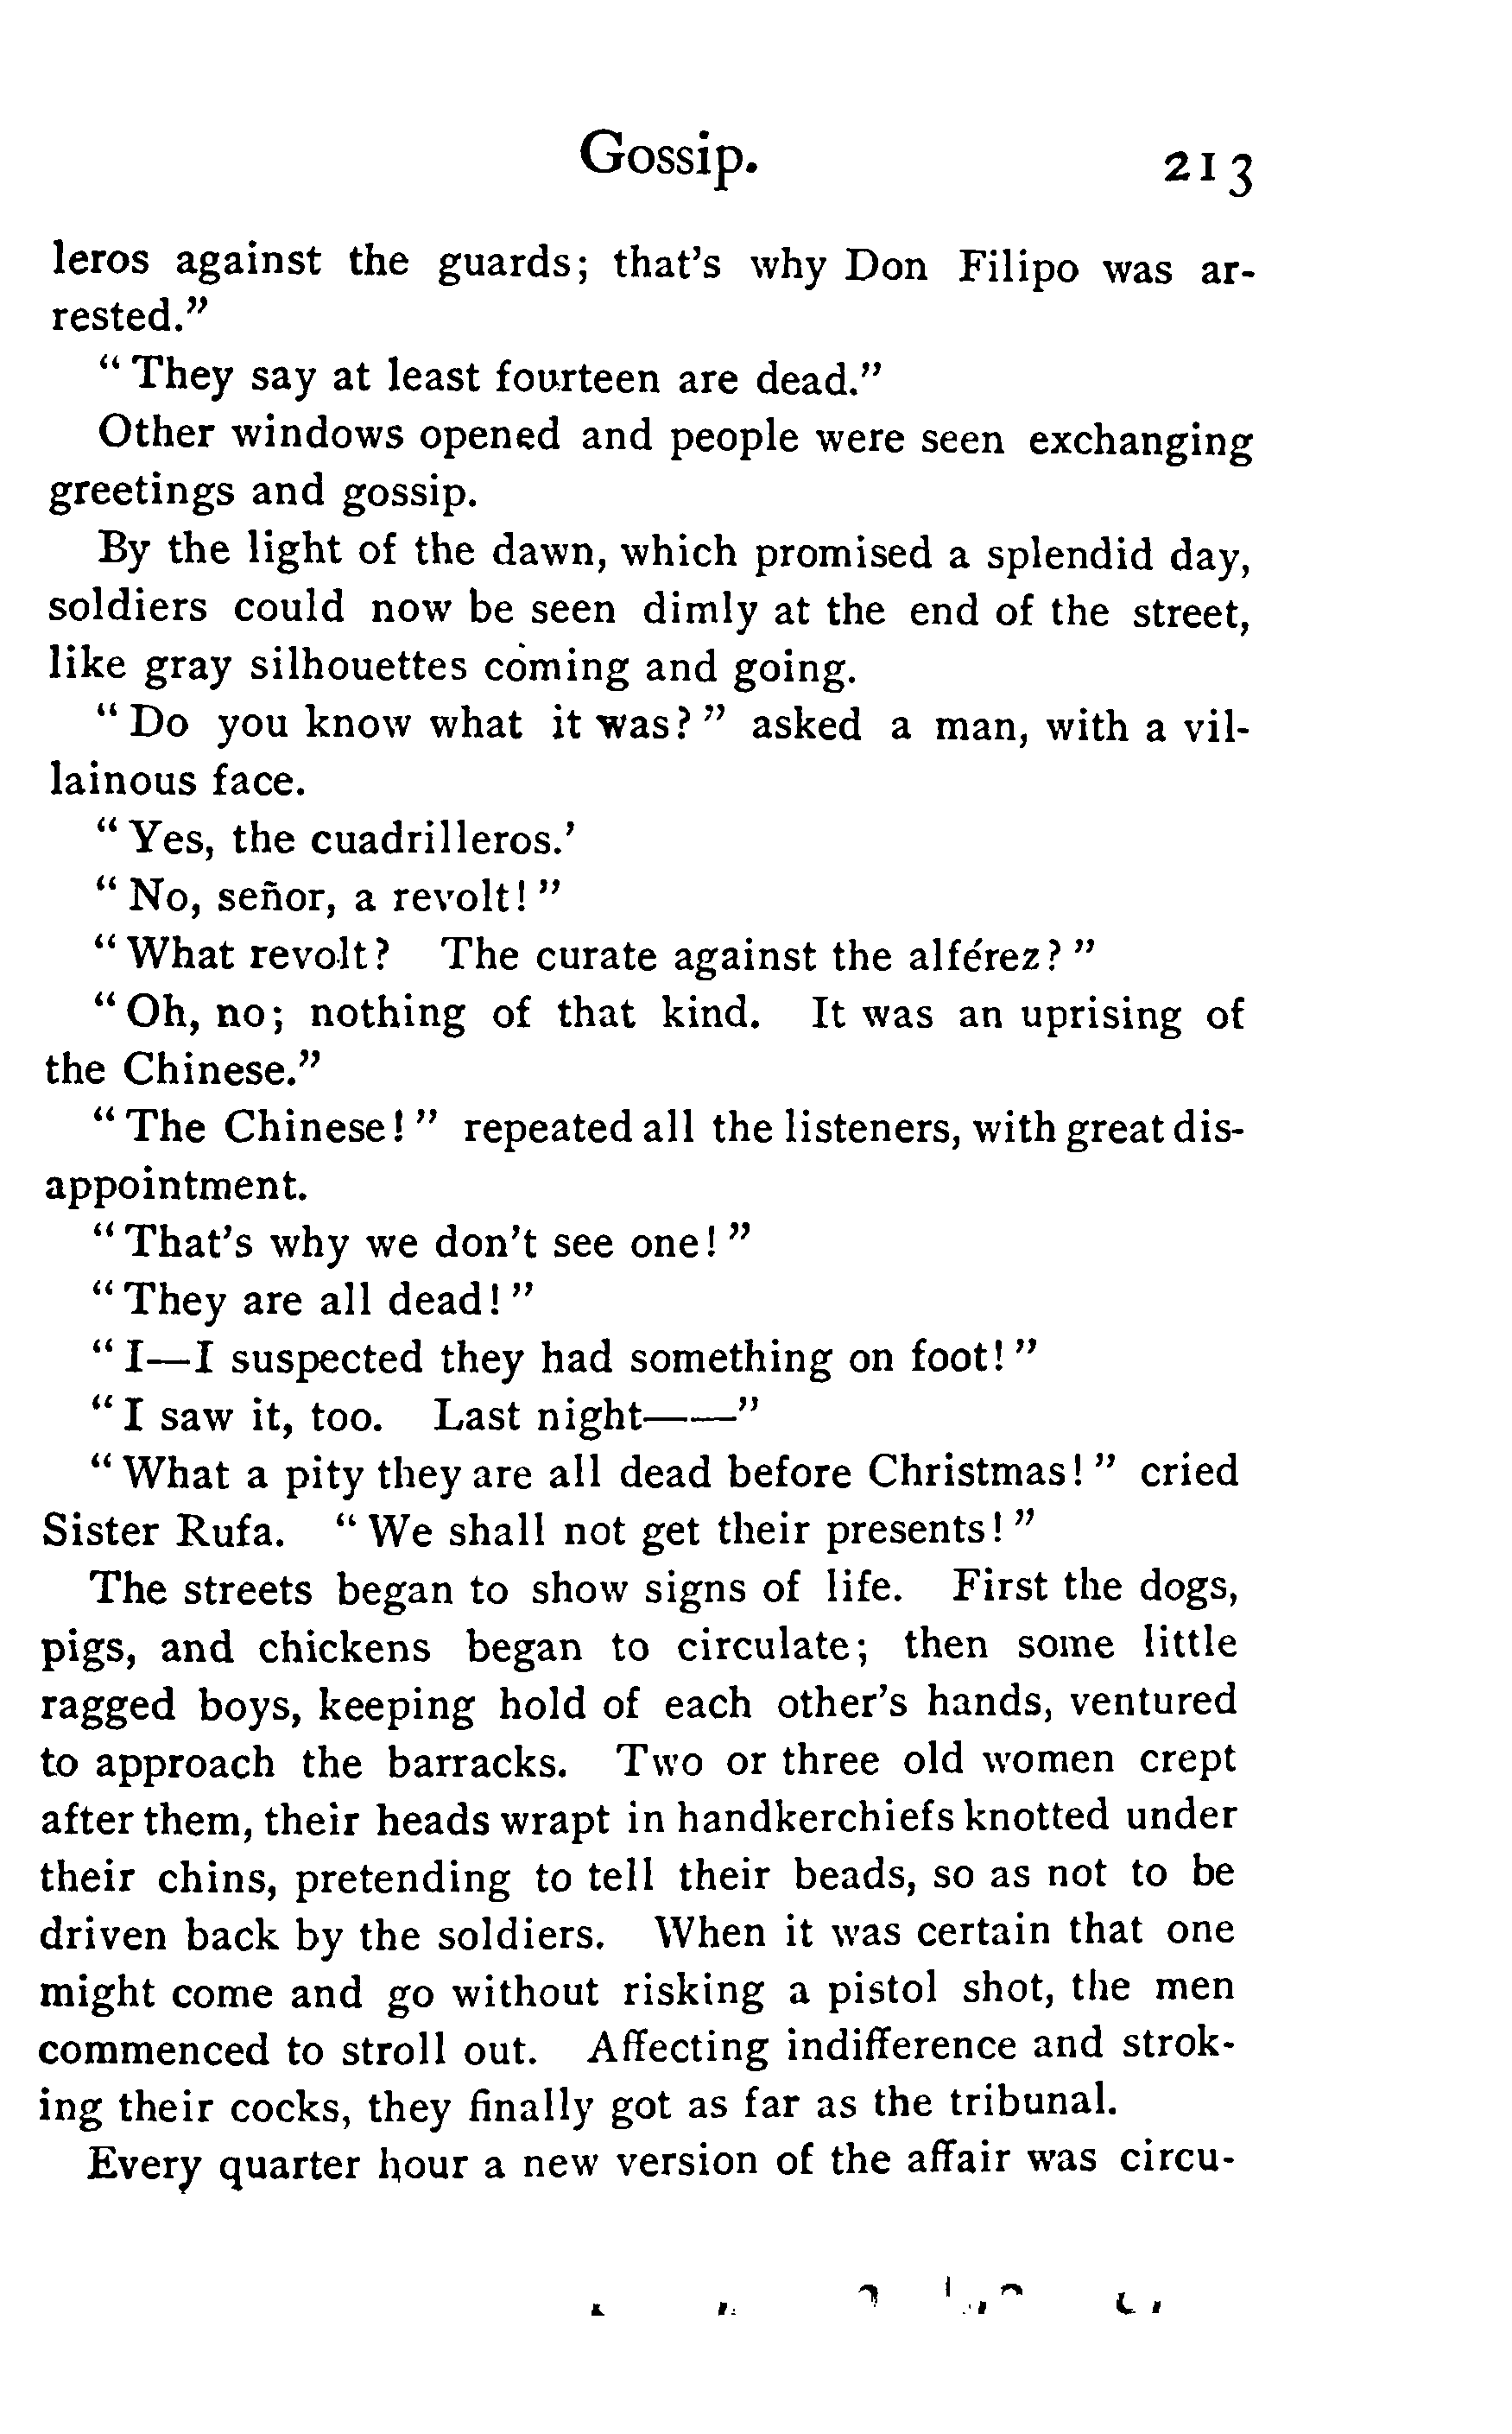 Gossip. 213
leros against the guards; that's why Don Filipo was ar-
rested."
"They say at least fourteen are dead."
Other windows opened and people were seen exchanging
greetings and gossip.
By the light of the dawn, which promised a splendid day,
soldiers could now be seen dimly at the end of the street,
like gray silhouettes coming and going.
"Do you know what it was?" asked a man, with a vil-
lainous face.
"Yes, the cuadrilleros.'
"No, señor, a revolt!"
"What revolt? The curate against the alférez?"
"Oh, no; nothing of that kind. It was an uprising of
the Chinese."
"The Chinese!" repeated all the listeners, with great dis-
appointment.
"That's why we don't see one!"
"They are all dead!"
"I—I suspected they had something on foot!"
"I saw it, too. Last night——"
"What a pity they are all dead before Christmas!" cried
Sister Rufa. "We shall not get their presents!"
The streets began to show signs of life. First the dogs,
pigs, and chickens began to circulate; then some little
ragged boys, keeping hold of each other's hands, ventured
to approach the barracks. Two or three old women crept
after them, their heads wrapt in handkerchiefs knotted under
their chins, pretending to tell their beads, so as not to be
driven back by the soldiers. When it was certain that one
might come and go without risking a pistol shot, the men
commenced to stroll out. Affecting indifference and strok-
ing their cocks, they finally got as far as the tribunal.
Every quarter hour a new version of the affair was circu-